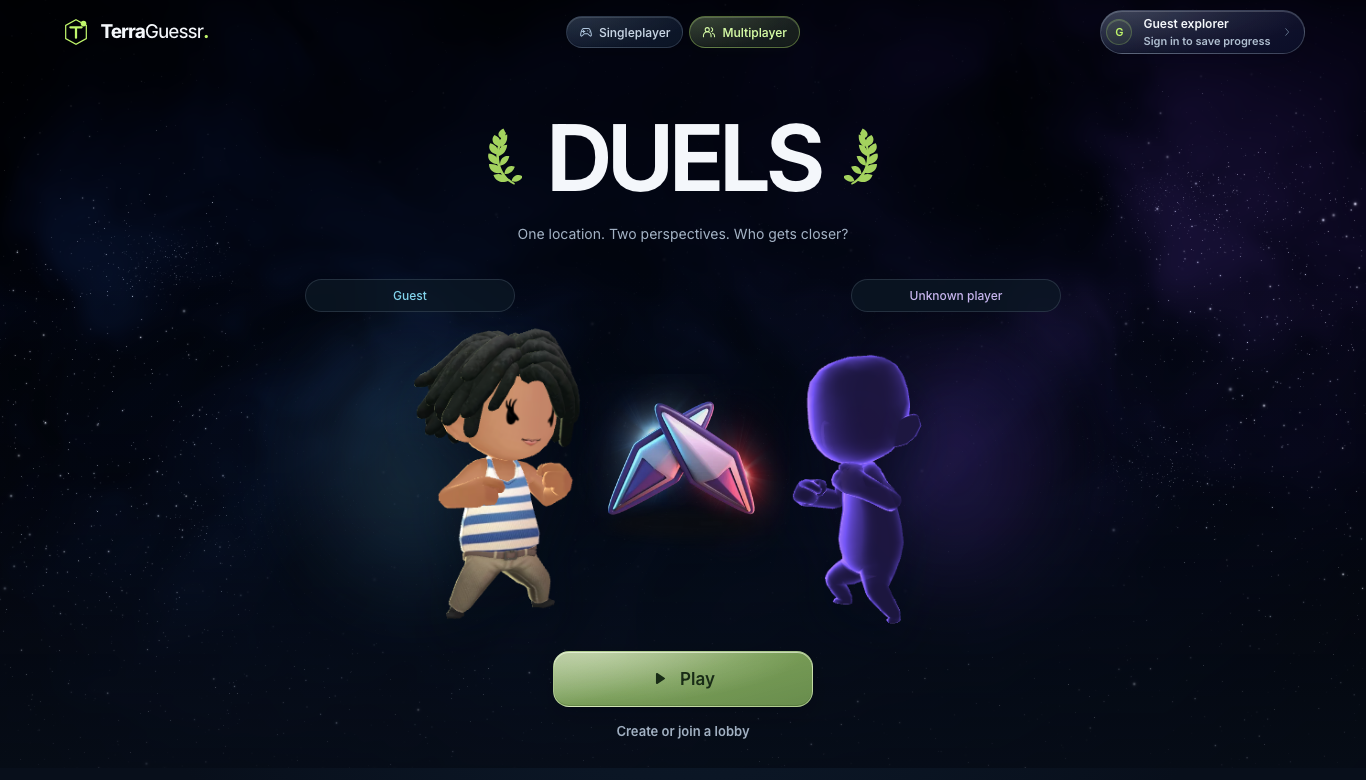 TerraGuessr.
Singleplayer
Multiplayer
G
Guest explorer
Sign in to save progress
DUELS
One location. Two perspectives. Who gets closer?
Guest
Unknown player
Play
Create or join a lobby